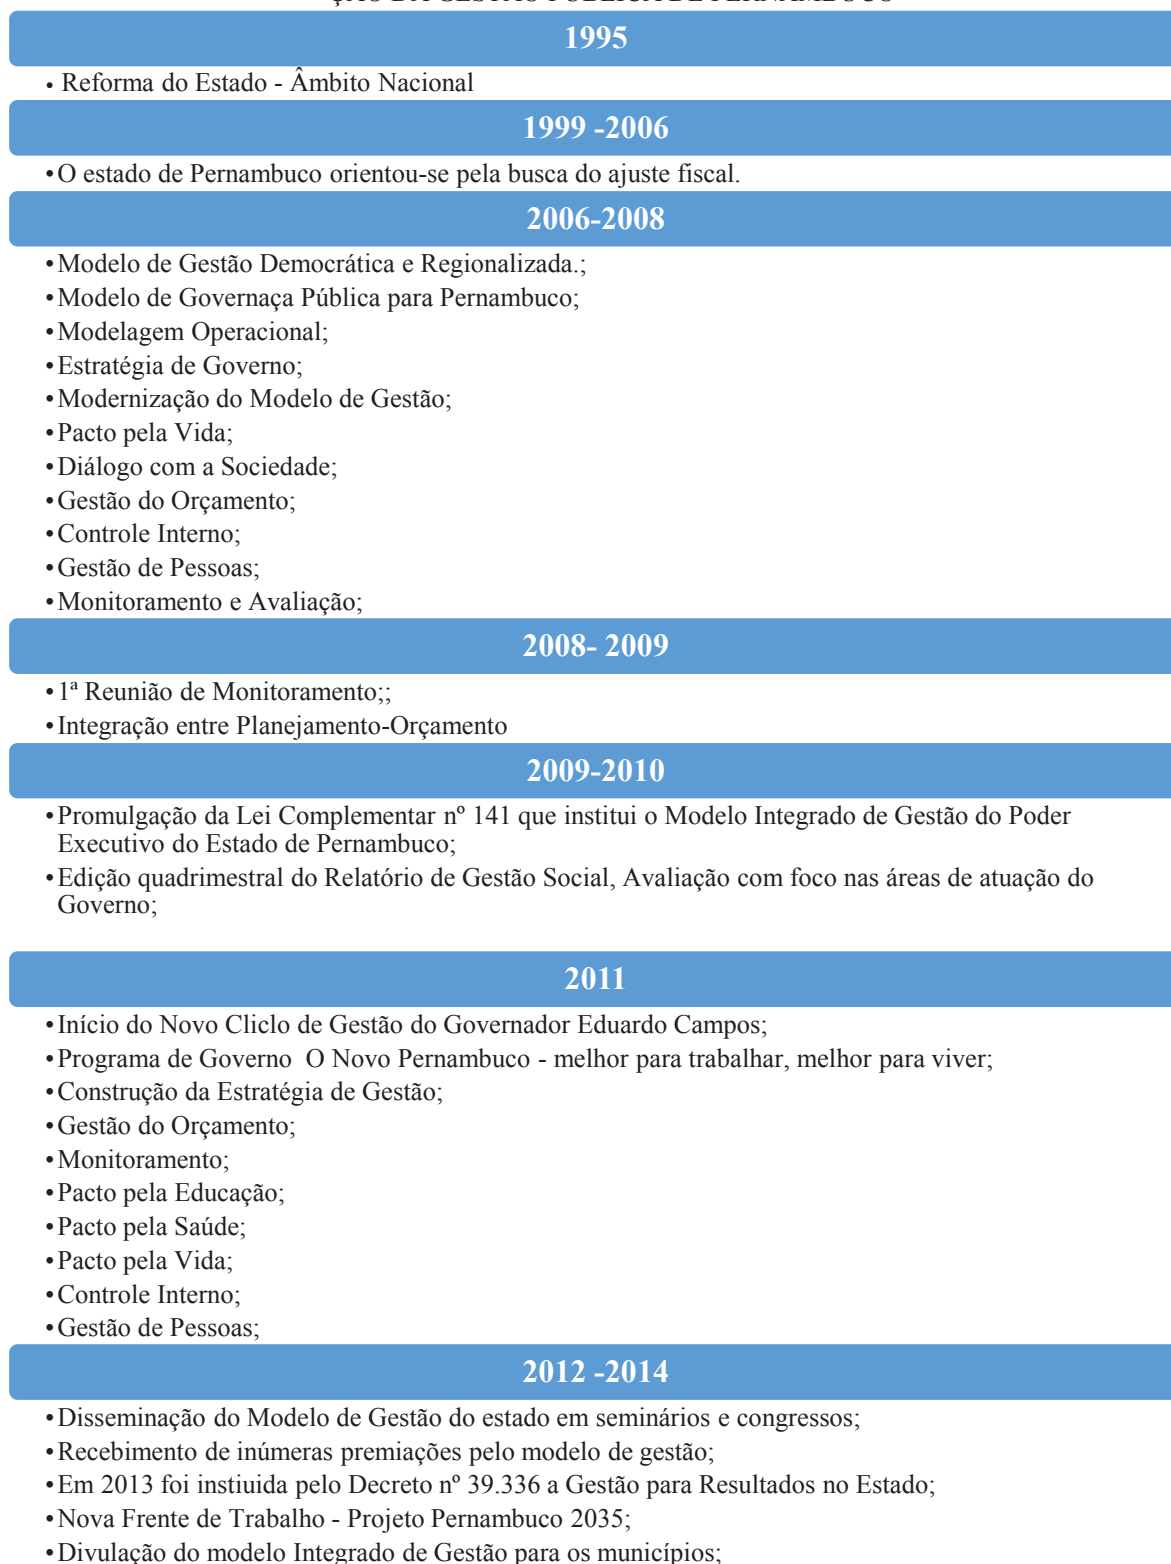 ÇÃO DA GESTÃO PÚBLICA DE PERNAMBUCO
1995
• Reforma do Estado - Âmbito Nacional
1999 -2006
•O estado de Pernambuco orientou-se pela busca do ajuste fiscal.
2006-2008
•Modelo de Gestão Democrática e Regionalizada.;
•Modelo de Governaça Pública para Pernambuco;
•Modelagem Operacional;
•Estratégia de Governo;
•Modernização do Modelo de Gestão;
•Pacto pela Vida;
•Diálogo com a Sociedade;
•Gestão do Orçamento;
•Controle Interno;
•Gestão de Pessoas;
•Monitoramento e Avaliação;
2008- 2009
•1ª Reunião de Monitoramento;;
•Integração entre Planejamento-Orçamento
2009-2010
•Promulgação da Lei Complementar nº 141 que institui o Modelo Integrado de Gestão do Poder
Executivo do Estado de Pernambuco;
•Edição quadrimestral do Relatório de Gestão Social, Avaliação com foco nas áreas de atuação do
Governo;
2011
•Início do Novo Cliclo de Gestão do Governador Eduardo Campos;
•Programa de Governo  O Novo Pernambuco - melhor para trabalhar, melhor para viver;
•Construção da Estratégia de Gestão;
•Gestão do Orçamento;
•Monitoramento;
•Pacto pela Educação;
•Pacto pela Saúde;
•Pacto pela Vida;
•Controle Interno;
•Gestão de Pessoas;
2012 -2014
•Disseminação do Modelo de Gestão do estado em seminários e congressos;
•Recebimento de inúmeras premiações pelo modelo de gestão;
•Em 2013 foi instiuida pelo Decreto nº 39.336 a Gestão para Resultados no Estado;
•Nova Frente de Trabalho - Projeto Pernambuco 2035;
•Divulação do modelo Integrado de Gestão para os municípios;